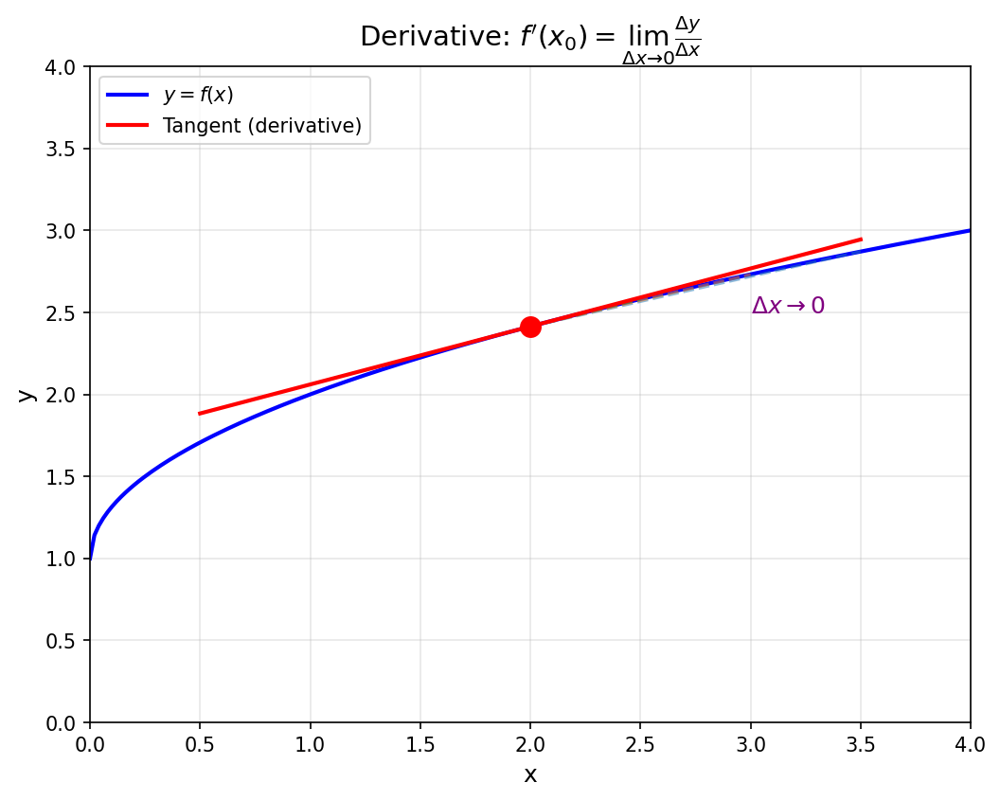 Derivative: f′(x₀) = lim Δx→0 Δy/Δx
y = f(x)
Tangent (derivative)
4.0
3.5
3.0
2.5
2.0
1.5
1.0
0.5
0.0
y
Δx → 0
0.0 0.5 1.0 1.5 2.0 2.5 3.0 3.5 4.0
x